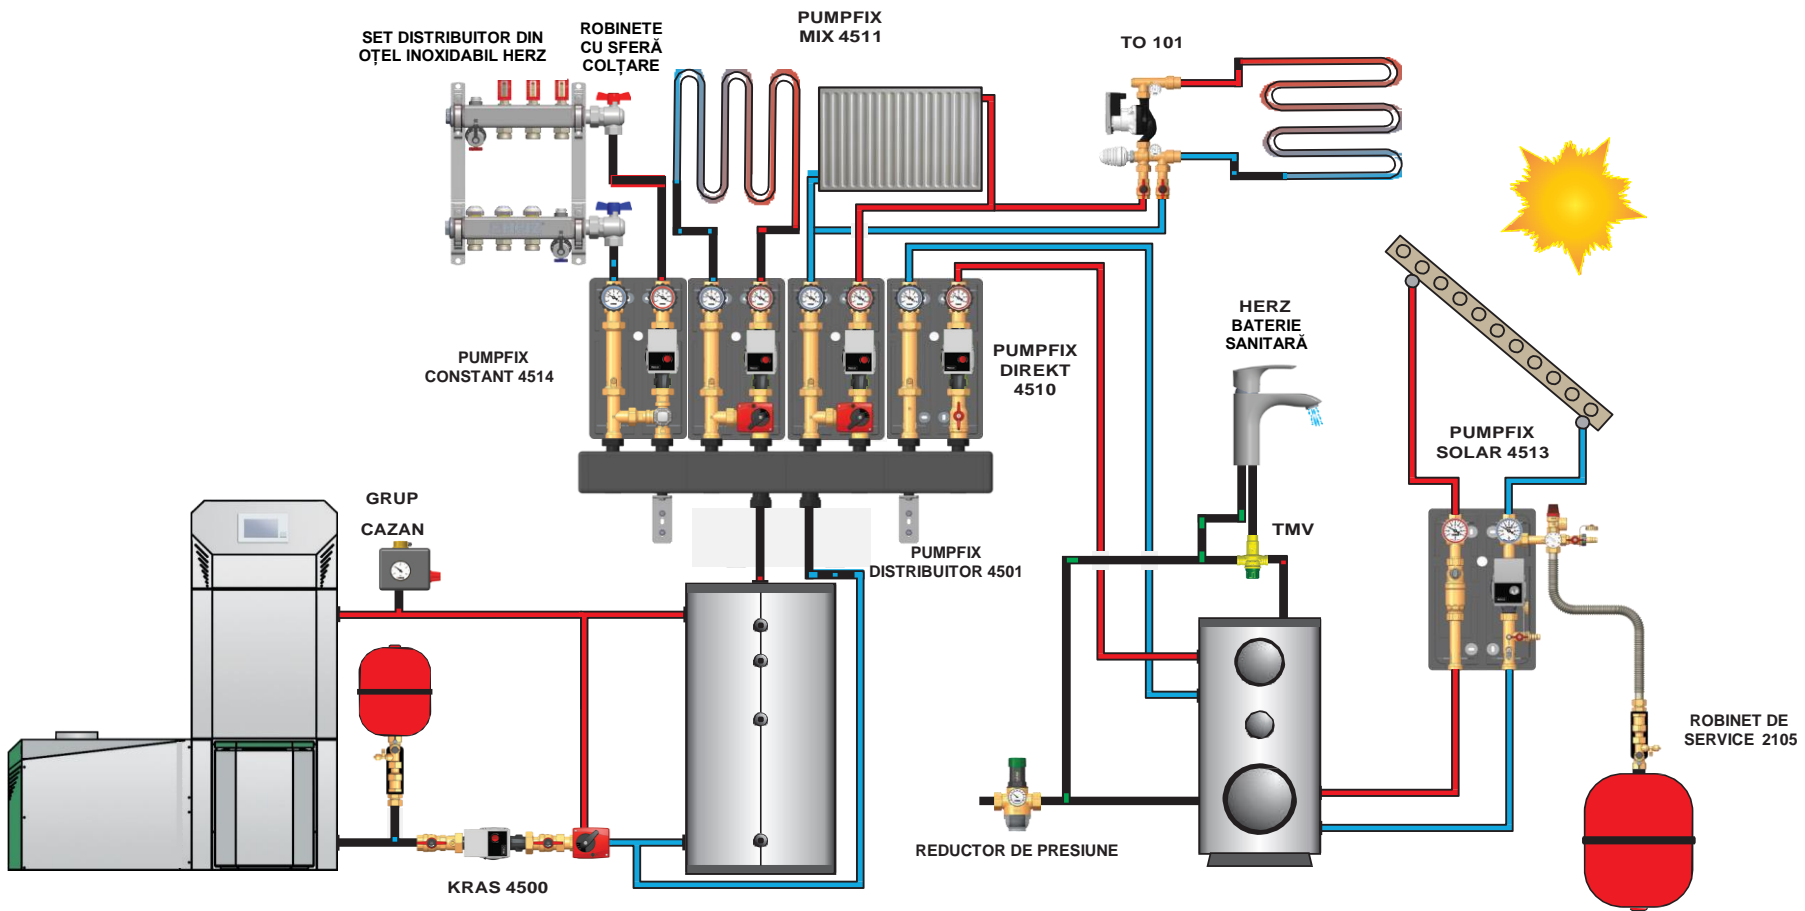 SET DISTRIBUITOR DIN
OȚEL INOXIDABIL HERZ
ROBINETE
CU SFERĂ
COLȚARE
PUMPFIX
MIX 4511
TO 101
PUMPFIX
CONSTANT 4514
PUMPFIX
DIREKT
4510
HERZ
BATERIE
SANITARĂ
PUMPFIX
SOLAR 4513
GRUP
CAZAN
PUMPFIX
DISTRIBUITOR 4501
TMV
ROBINET DE
SERVICE 2105
REDUCTOR DE PRESIUNE
KRAS 4500